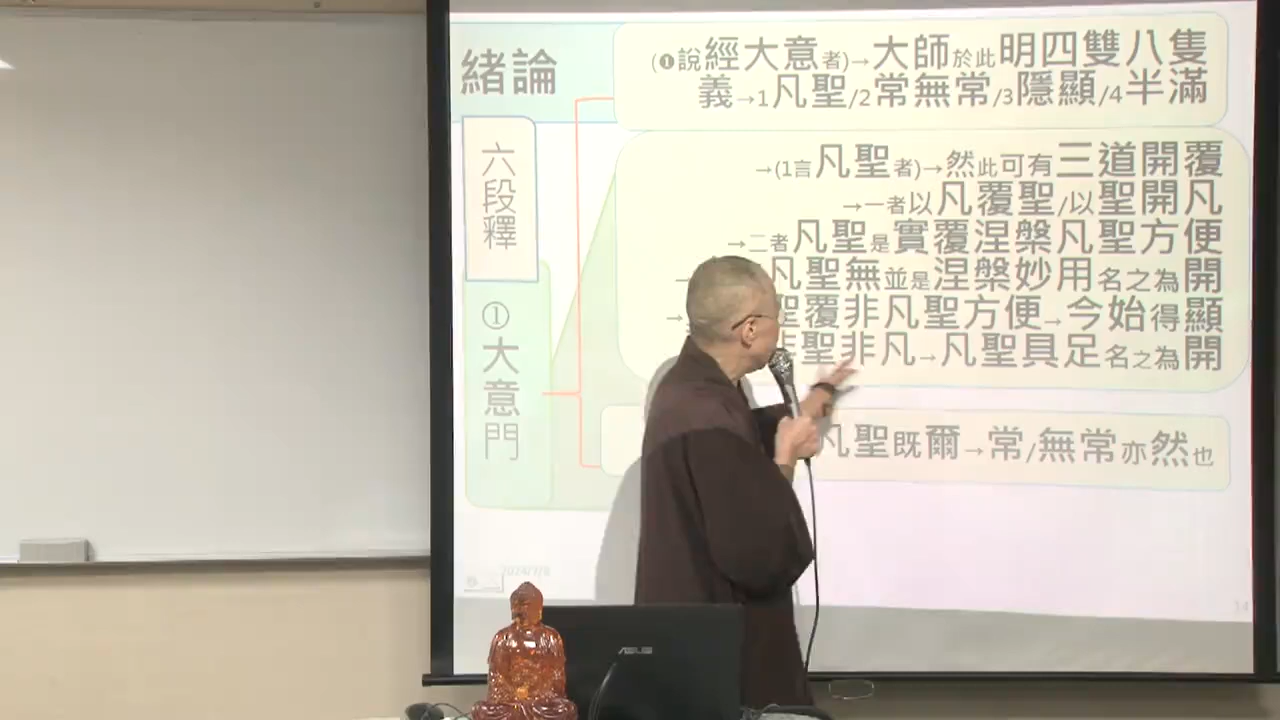 緒論
六段釋
①大意門
(❶說經大意者)→大師於此明四雙八隻
義→1凡聖/2常無常/3隱顯/4半滿
→(1言凡聖者)→然此可有三道開覆
→一者以凡覆聖/以聖開凡
→二者凡聖是實覆涅槃凡聖方便
→凡聖無並是涅槃妙用名之為開
→聖覆非凡聖方便→今始得顯
非聖非凡→凡聖具足名之為開
凡聖既爾→常/無常亦然也
2024/7/8
14
ASUS